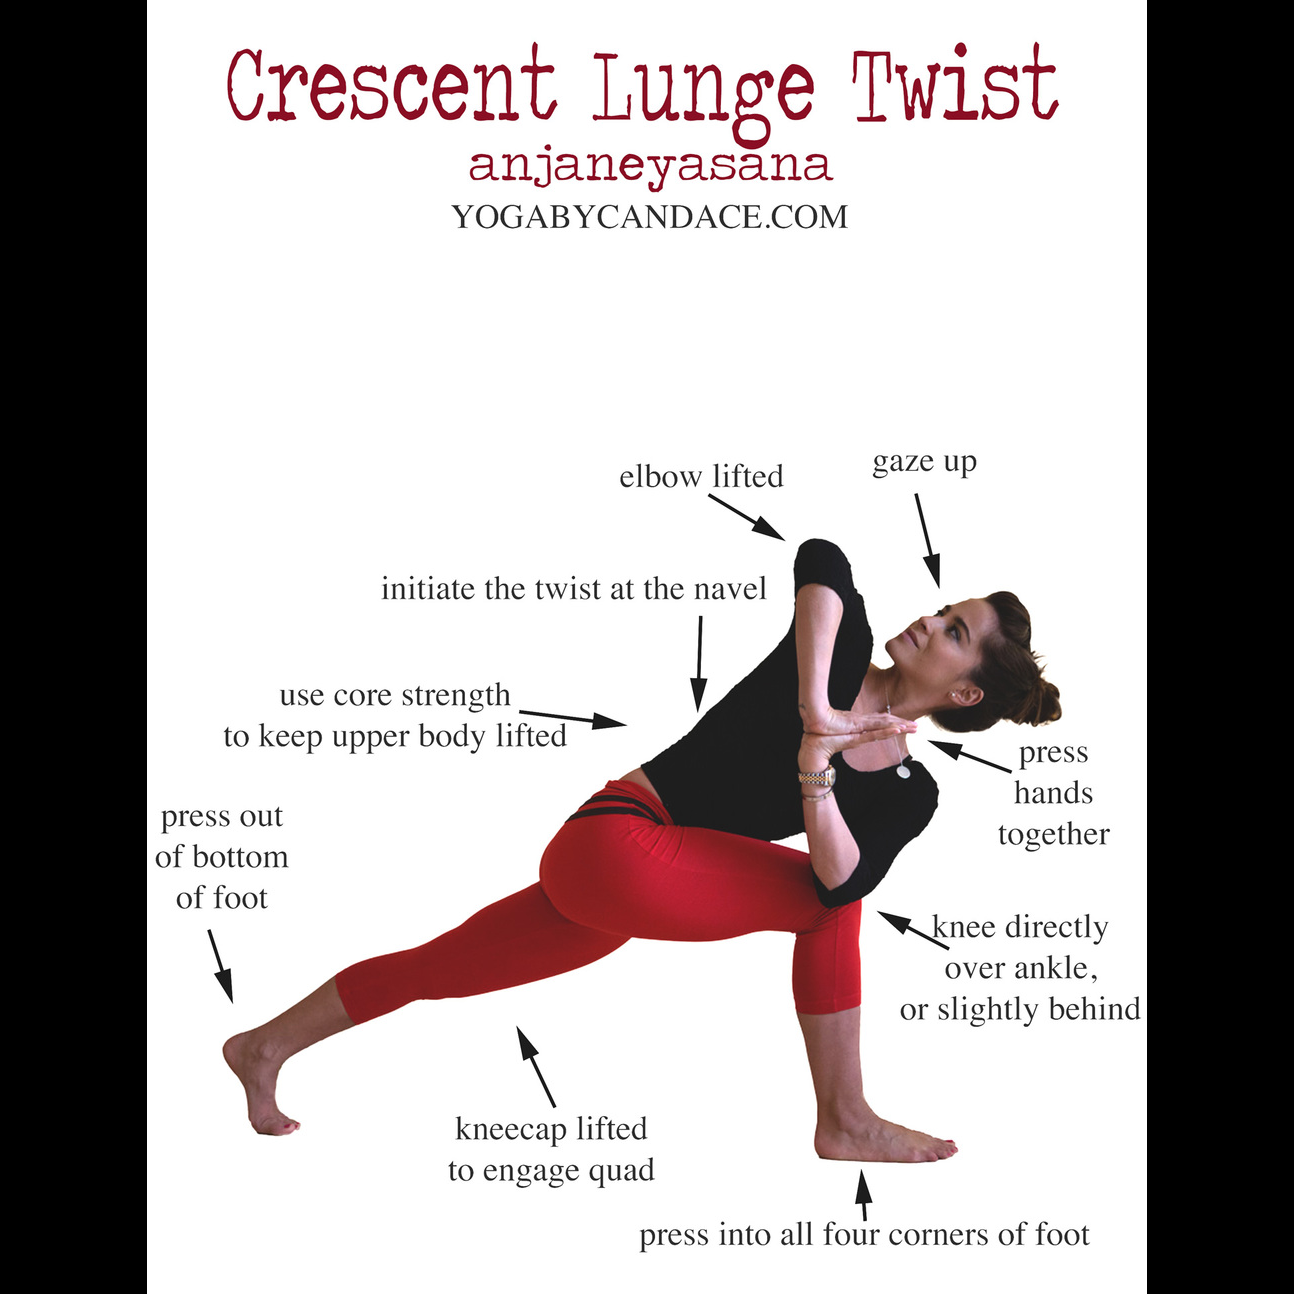 Crescent Lunge Twist
anjaneyasana
YOGABYCANDACE.COM
gaze up
elbow lifted
initiate the twist at the navel
use core strength
to keep upper body lifted
press
hands
together
press out
of bottom
of foot
knee directly
over ankle,
or slightly behind
kneecap lifted
to engage quad
press into all four corners of foot